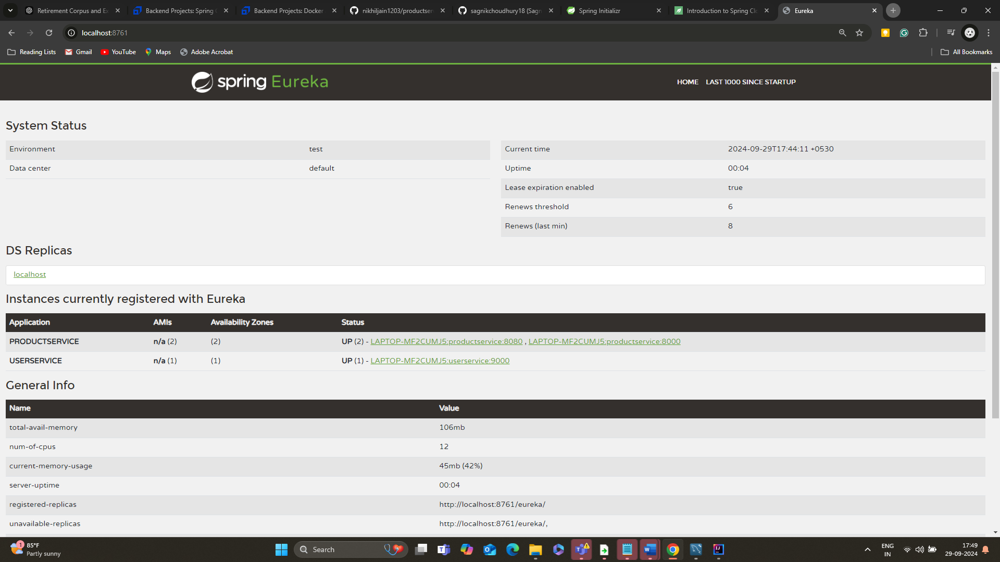 Retirement Corpus and Ex
Backend Projects: Spring C
Backend Projects: Docker
nikhiljain1203/productser
sagnikchoudhury18 (Sagn
Spring Initializr
Introduction to Spring Clo
Eureka
localhost:8761
Reading Lists
Gmail
YouTube
Maps
Adobe Acrobat
All Bookmarks
spring Eureka
HOME LAST 1000 SINCE STARTUP
System Status
Environment test
Data center default
Current time 2024-09-29T17:44:11 +0530
Uptime 00:04
Lease expiration enabled true
Renews threshold 6
Renews (last min) 8
DS Replicas
localhost
Instances currently registered with Eureka
Application AMIs Availability Zones Status
PRODUCTSERVICE n/a (2) (2) UP (2) - LAPTOP-MF2CUMJ5:productservice:8080 , LAPTOP-MF2CUMJ5:productservice:8000
USERSERVICE n/a (1) (1) UP (1) - LAPTOP-MF2CUMJ5:userservice:9000
General Info
Name Value
total-avail-memory 106mb
num-of-cpus 12
current-memory-usage 45mb (42%)
server-uptime 00:04
registered-replicas http://localhost:8761/eureka/
unavailable-replicas http://localhost:8761/eureka/,
1
85°F
Partly sunny
Search
ENG
IN
17:49
29-09-2024